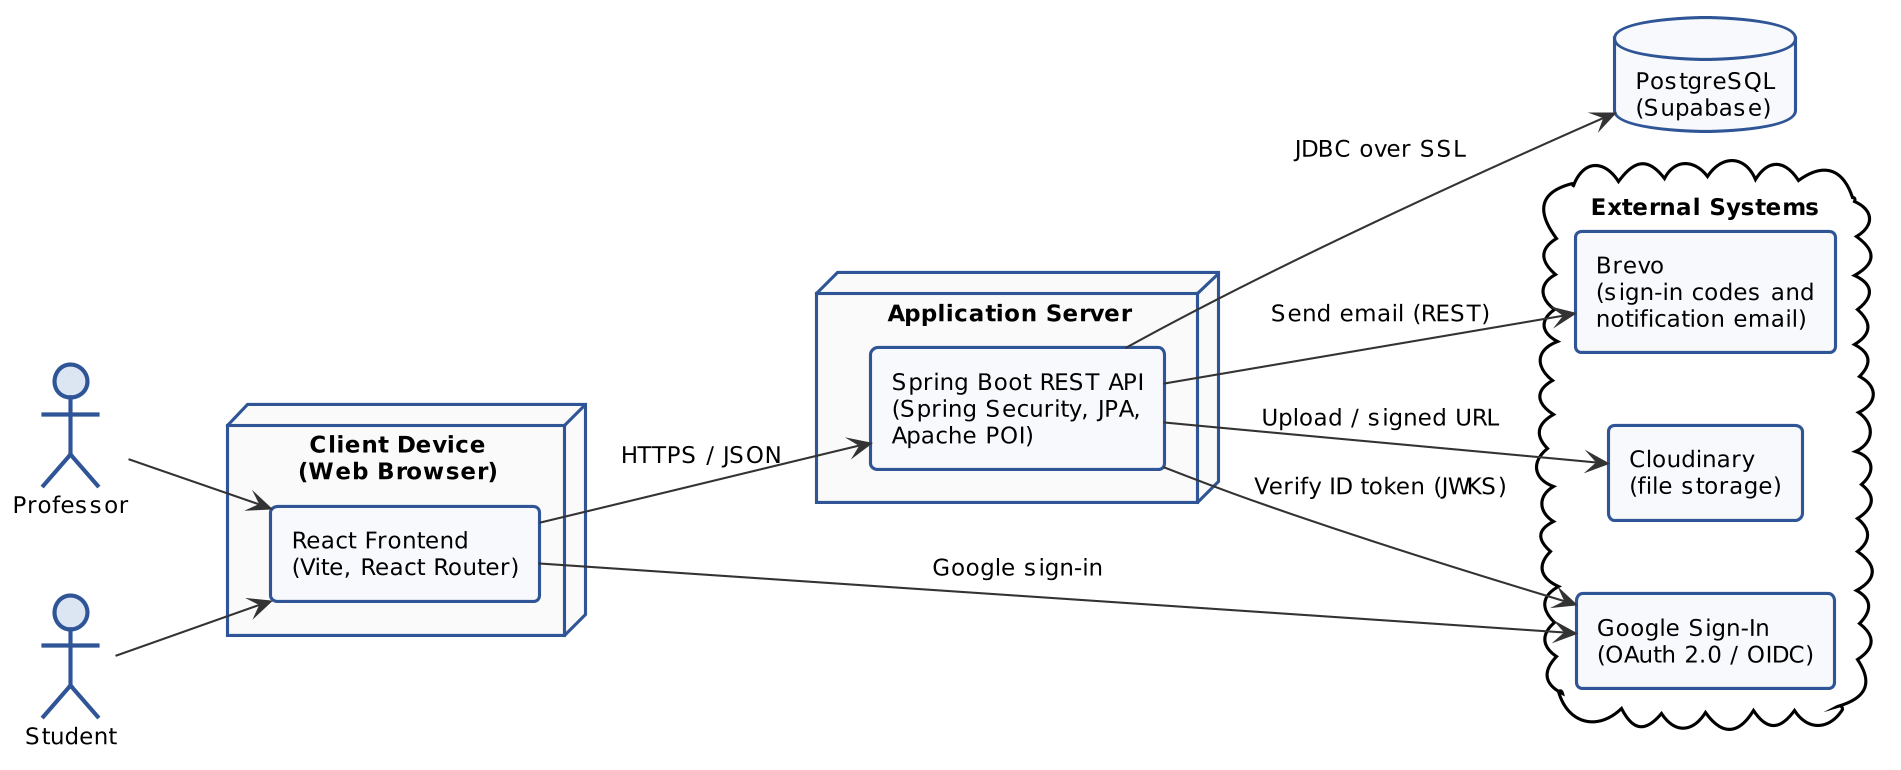 PostgreSQL
(Supabase)
JDBC over SSL
External Systems
Brevo
(sign-in codes and
notification email)
Send email (REST)
Application Server
Spring Boot REST API
(Spring Security, JPA,
Apache POI)
Upload / signed URL
Cloudinary
(file storage)
Client Device
(Web Browser)
HTTPS / JSON
Verify ID token (JWKS)
Professor
React Frontend
(Vite, React Router)
Google sign-in
Google Sign-In
(OAuth 2.0 / OIDC)
Student